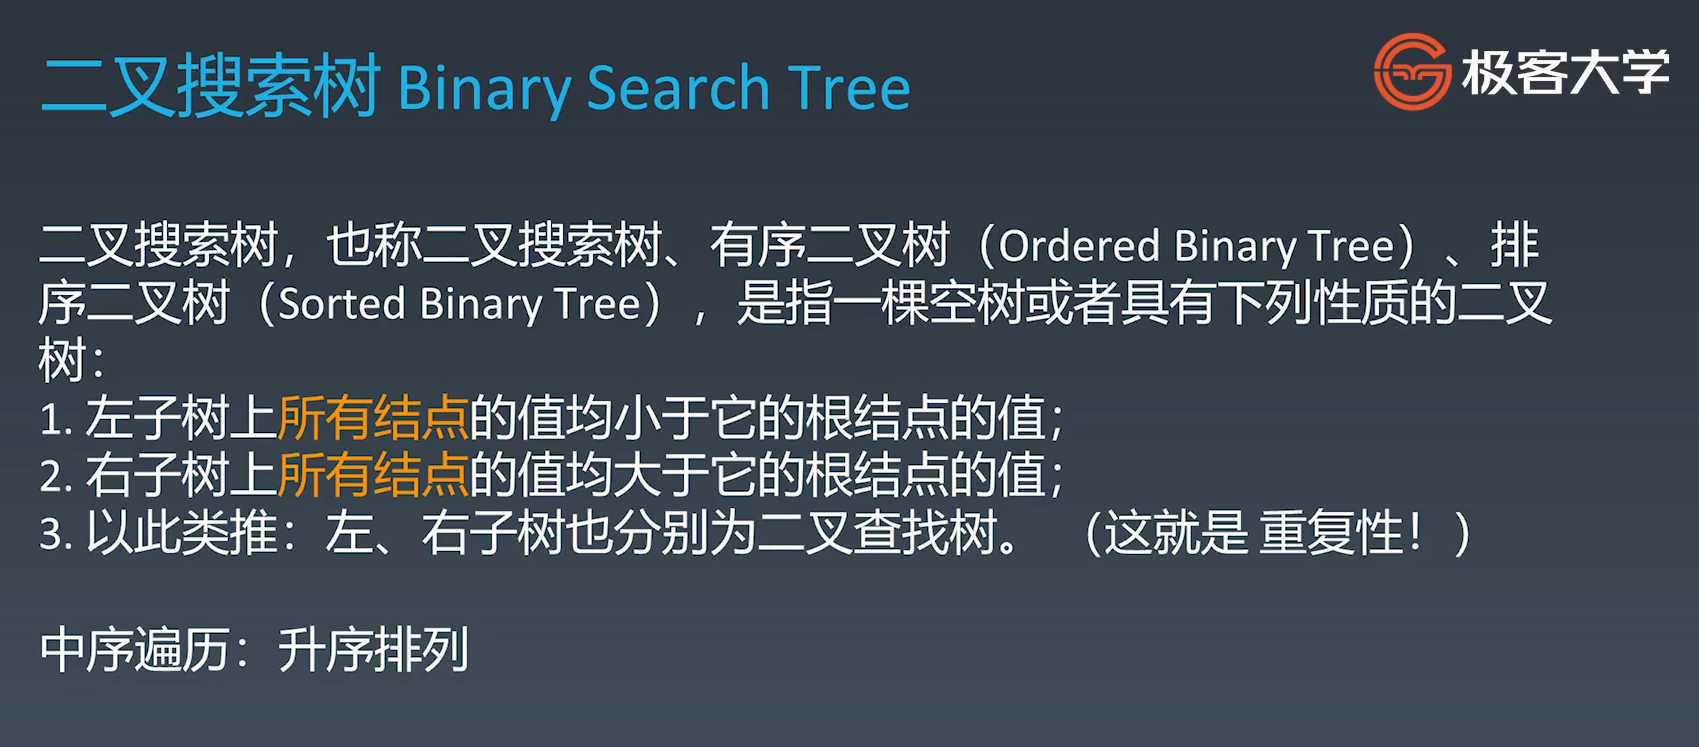 二叉搜索树 Binary Search Tree
极客大学
二叉搜索树，也称二叉搜索树、有序二叉树（Ordered Binary Tree）、排
序二叉树（Sorted Binary Tree），是指一棵空树或者具有下列性质的二叉
树：
1. 左子树上所有结点的值均小于它的根结点的值；
2. 右子树上所有结点的值均大于它的根结点的值；
3. 以此类推：左、右子树也分别为二叉查找树。 （这就是 重复性！）
中序遍历：升序排列